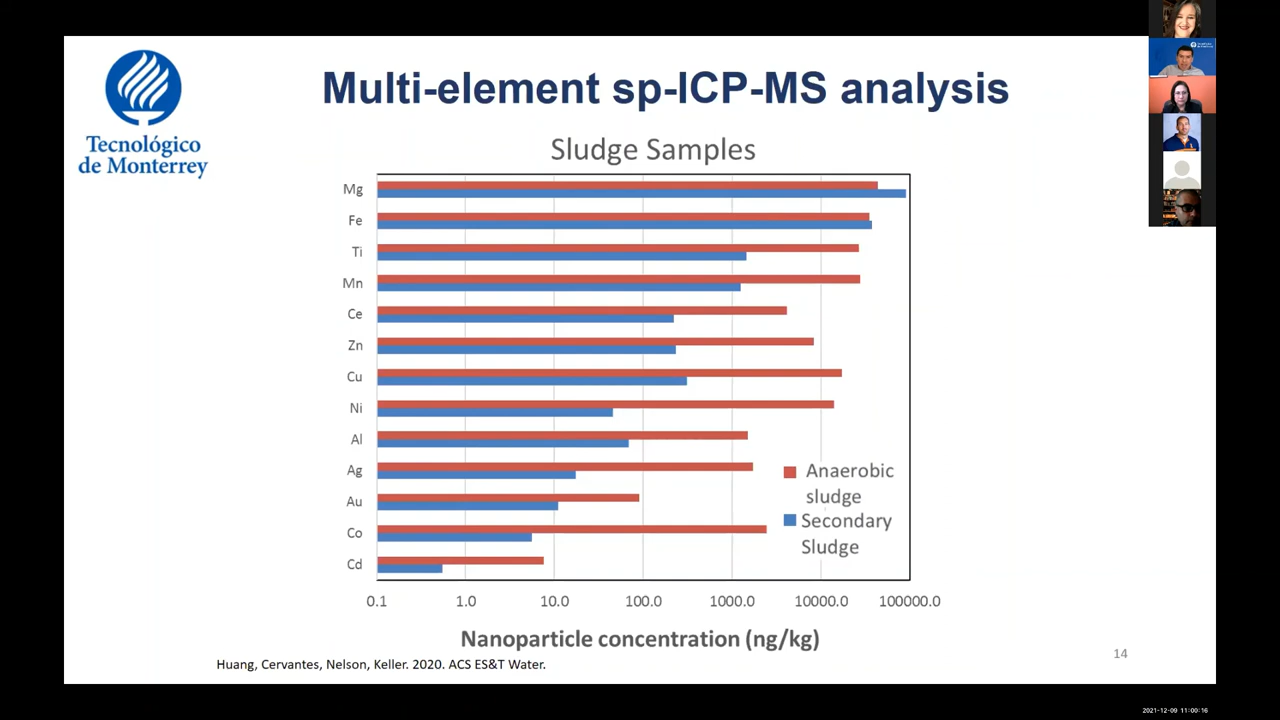 Tecnológico
de Monterrey
Multi-element sp-ICP-MS analysis
Sludge Samples
Mg
Fe
Ti
Mn
Ce
Zn
Cu
Ni
Al
Ag
Au
Co
Cd
Anaerobic
sludge
Secondary
Sludge
0.1 1.0 10.0 100.0 1000.0 10000.0 100000.0
Nanoparticle concentration (ng/kg)
Huang, Cervantes, Nelson, Keller. 2020. ACS ES&T Water.
14
2021-12-09 11:00:16